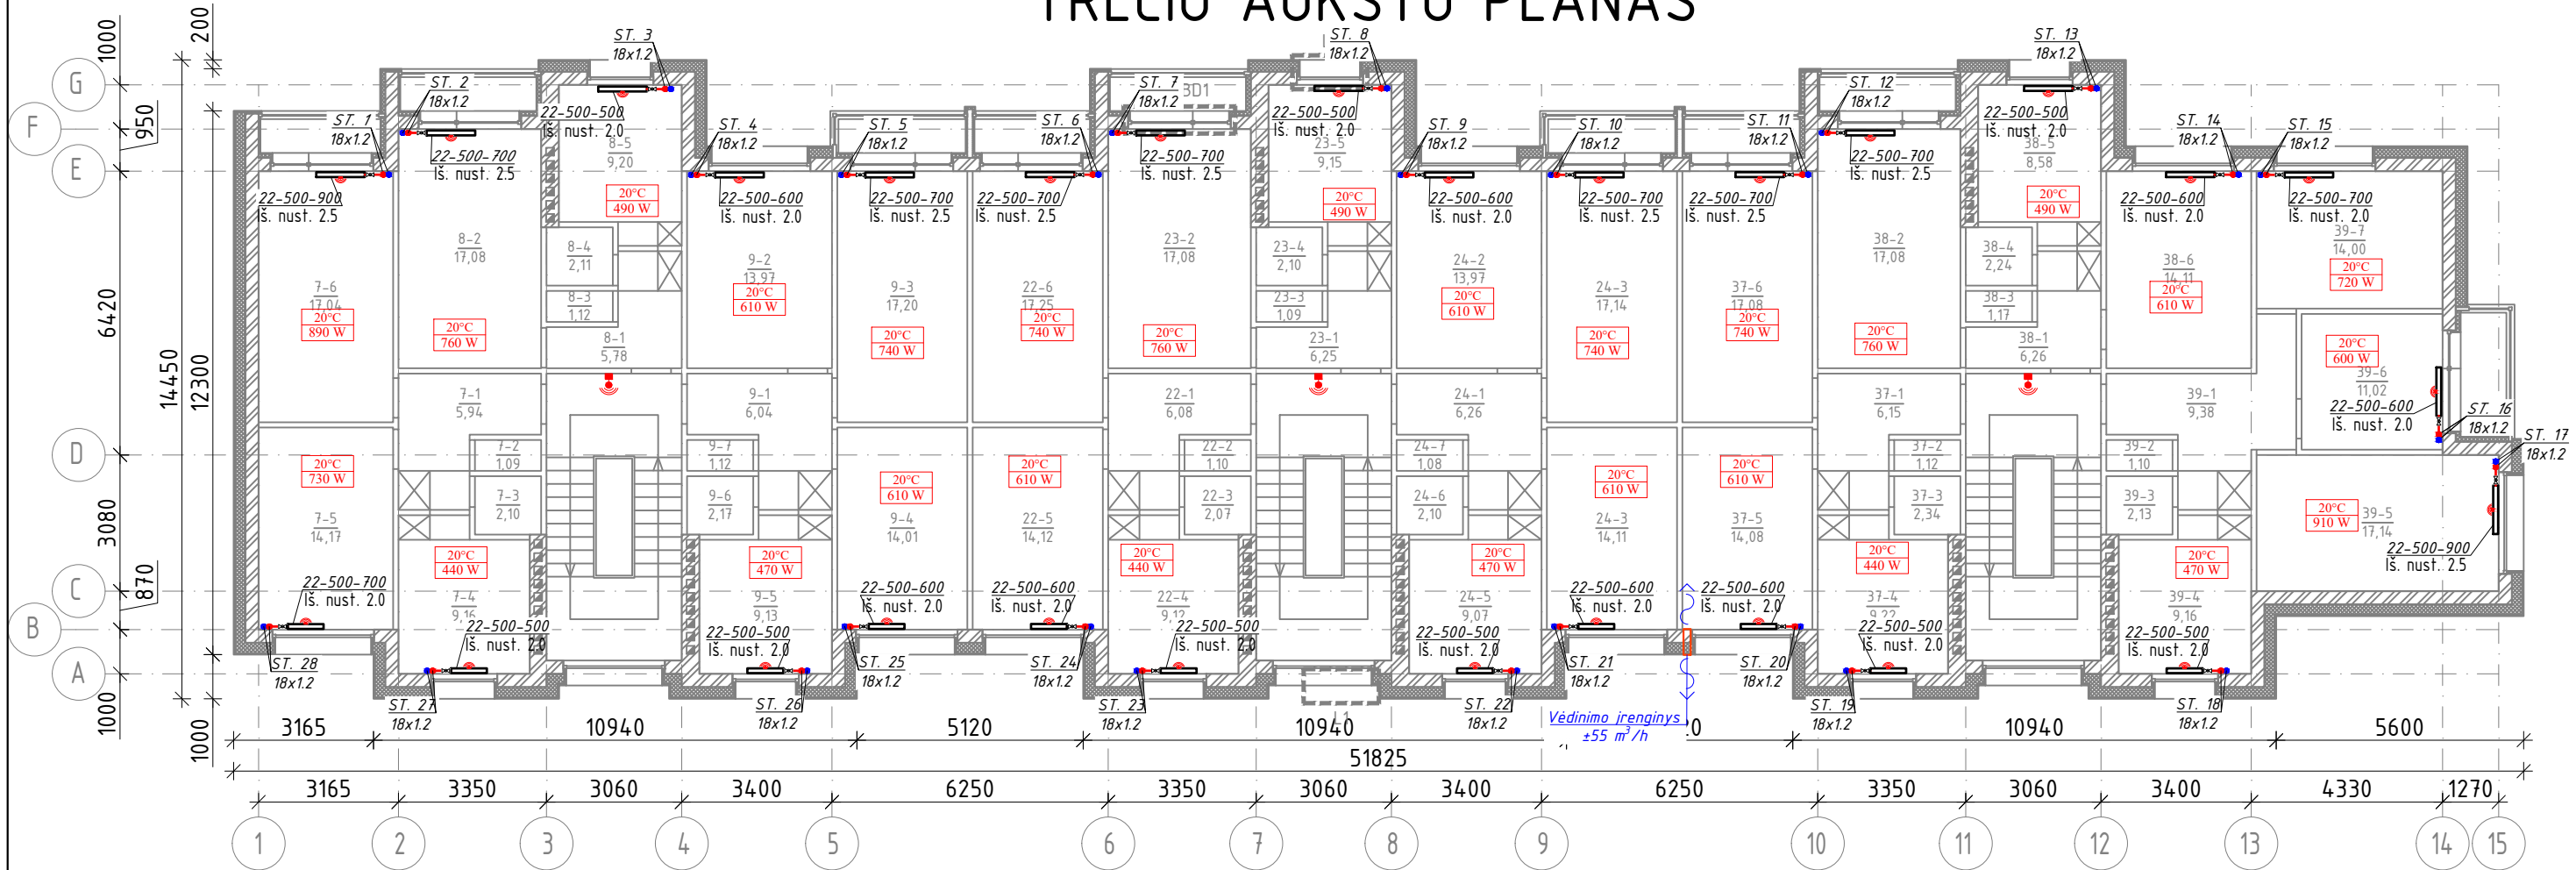 TREČIŲ AUKŠTŲ PLANAS
ST. 1
18x1.2
ST. 2
18x1.2
ST. 3
18x1.2
ST. 4
18x1.2
ST. 5
18x1.2
ST. 6
18x1.2
ST. 7
18x1.2
ST. 8
18x1.2
ST. 9
18x1.2
ST. 10
18x1.2
ST. 11
18x1.2
ST. 12
18x1.2
ST. 13
18x1.2
ST. 14
18x1.2
ST. 15
18x1.2
ST. 16
18x1.2
ST. 17
18x1.2
22-500-900
Iš. nust. 2.5
22-500-700
Iš. nust. 2.5
22-500-500
Iš. nust. 2.0
22-500-600
Iš. nust. 2.0
22-500-700
Iš. nust. 2.5
22-500-700
Iš. nust. 2.5
22-500-700
Iš. nust. 2.5
22-500-500
Iš. nust. 2.0
22-500-600
Iš. nust. 2.0
22-500-700
Iš. nust. 2.5
22-500-700
Iš. nust. 2.5
22-500-700
Iš. nust. 2.5
22-500-500
Iš. nust. 2.0
22-500-600
Iš. nust. 2.0
22-500-700
Iš. nust. 2.0
22-500-600
Iš. nust. 2.0
22-500-900
Iš. nust. 2.5
7-6
17,04
20°C
890 W
8-2
17,08
20°C
760 W
8-5
9,20
20°C
490 W
8-4
2,11
8-3
1,12
8-1
5,78
9-2
13,97
20°C
610 W
9-3
17,20
20°C
740 W
22-6
17,25
20°C
740 W
23-2
17,08
20°C
760 W
23-5
9,15
20°C
490 W
23-4
2,10
23-3
1,09
23-1
6,25
24-2
13,97
20°C
610 W
24-3
17,14
20°C
740 W
37-6
17,08
20°C
740 W
38-2
17,08
20°C
760 W
38-5
8,58
20°C
490 W
38-4
2,24
38-3
1,17
38-1
6,26
38-6
14,11
20°C
610 W
39-7
14,00
20°C
720 W
20°C
600 W
39-6
11,02
7-1
5,94
9-1
6,04
22-1
6,08
24-1
6,26
37-1
6,15
39-1
9,38
20°C
730 W
7-5
14,17
7-2
1,09
7-3
2,10
9-7
1,12
9-6
2,17
20°C
610 W
9-4
14,01
20°C
610 W
22-5
14,12
22-2
1,10
22-3
2,07
24-7
1,08
24-6
2,10
20°C
610 W
24-3
14,11
20°C
610 W
37-5
14,08
37-2
1,12
37-3
2,34
39-2
1,10
39-3
2,13
20°C
910 W
39-5
17,14
20°C
440 W
7-4
9,16
20°C
470 W
9-5
9,13
20°C
440 W
22-4
9,12
20°C
470 W
24-5
9,07
20°C
440 W
37-4
9,22
20°C
470 W
39-4
9,16
22-500-700
Iš. nust. 2.0
22-500-500
Iš. nust. 2.0
22-500-500
Iš. nust. 2.0
22-500-600
Iš. nust. 2.0
22-500-600
Iš. nust. 2.0
22-500-500
Iš. nust. 2.0
22-500-500
Iš. nust. 2.0
22-500-600
Iš. nust. 2.0
22-500-600
Iš. nust. 2.0
22-500-500
Iš. nust. 2.0
22-500-500
Iš. nust. 2.0
ST. 28
18x1.2
ST. 27
18x1.2
ST. 26
18x1.2
ST. 25
18x1.2
ST. 24
18x1.2
ST. 23
18x1.2
ST. 22
18x1.2
ST. 21
18x1.2
ST. 20
18x1.2
ST. 19
18x1.2
ST. 18
18x1.2
Vėdinimo įrenginys
±55 m³/h
G
F
E
D
C
B
A
1000
950
6420
3080
870
1000
14450
200
12300
1000
3165 10940 5120 10940 10940 5600
51825
3165 3350 3060 3400 6250 3350 3060 3400 6250 3350 3060 3400 4330 1270
1 2 3 4 5 6 7 8 9 10 11 12 13 14 15